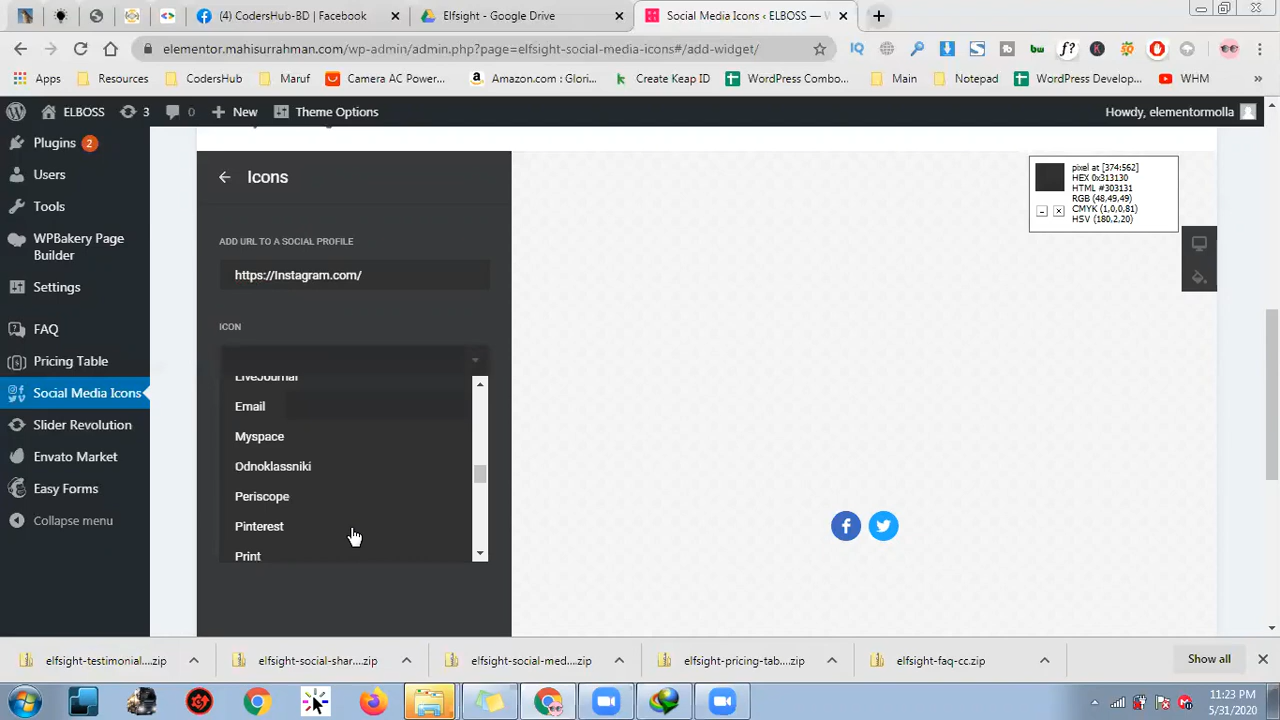 (4) CodersHub-BD | Facebook
Elfsight - Google Drive
Social Media Icons ‹ ELBOSS — W
elementor.mahisurrahman.com/wp-admin/admin.php?page=elfsight-social-media-icons#/add-widget/
Apps
Resources
CodersHub
Maruf
Camera AC Powe...
Amazon.com : Glori...
Create Keap ID
WordPress Combo...
Main
Notepad
WordPress Develop...
WHM
ELBOSS
3
0
New
Theme Options
Howdy, elementormolla
Plugins 2
Users
Tools
WPBakery Page
Builder
Settings
FAQ
Pricing Table
Social Media Icons
Slider Revolution
Envato Market
Easy Forms
Collapse menu
Icons
ADD URL TO A SOCIAL PROFILE
https://instagram.com/
ICON
LiveJournal
Email
Myspace
Odnoklassniki
Periscope
Pinterest
Print
pixel at [374:562]
HEX 0x313130
HTML #303131
RGB (48,49,49)
CMYK (1,0,0,81)
HSV (180,2,20)
elfsight-testimonial....zip
elfsight-social-shar....zip
elfsight-social-med....zip
elfsight-pricing-tab....zip
elfsight-faq-cc.zip
Show all
11:23 PM
5/31/2020